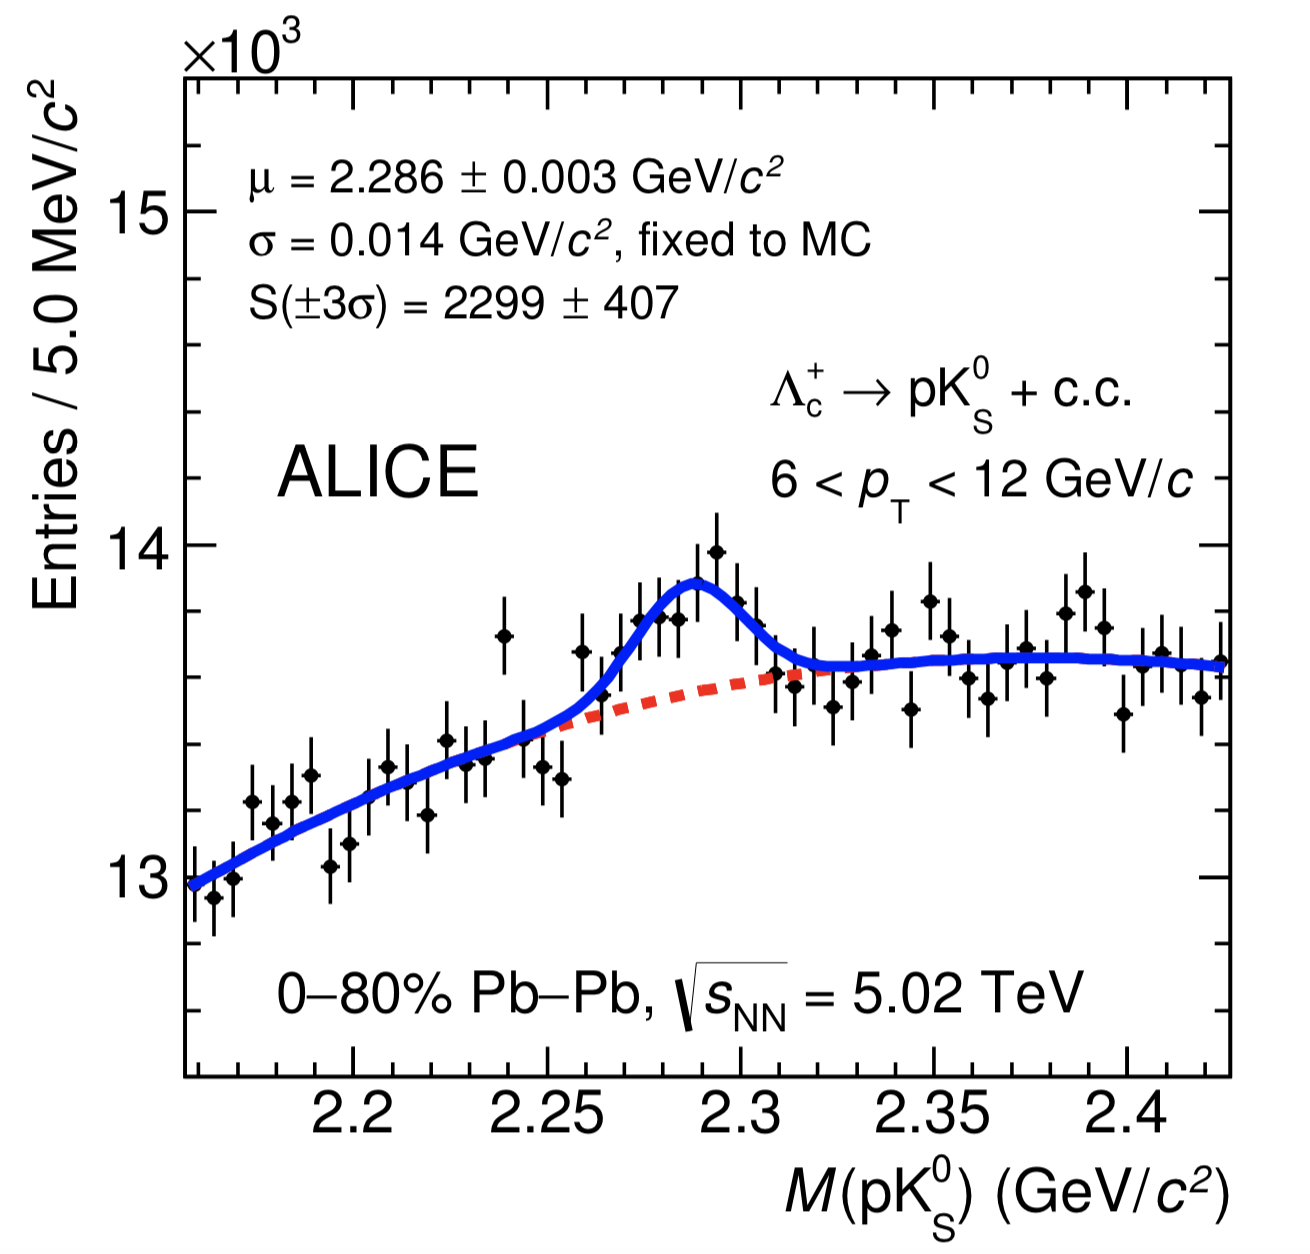 ×10³
Entries / 5.0 MeV/c²
μ = 2.286 ± 0.003 GeV/c²
σ = 0.014 GeV/c², fixed to MC
S(±3σ) = 2299 ± 407
Λ_c^+ → pK_S^0 + c.c.
ALICE
6 < p_T < 12 GeV/c
15
14
13
0–80% Pb–Pb, √s_NN = 5.02 TeV
2.2 2.25 2.3 2.35 2.4
M(pK_S^0) (GeV/c²)